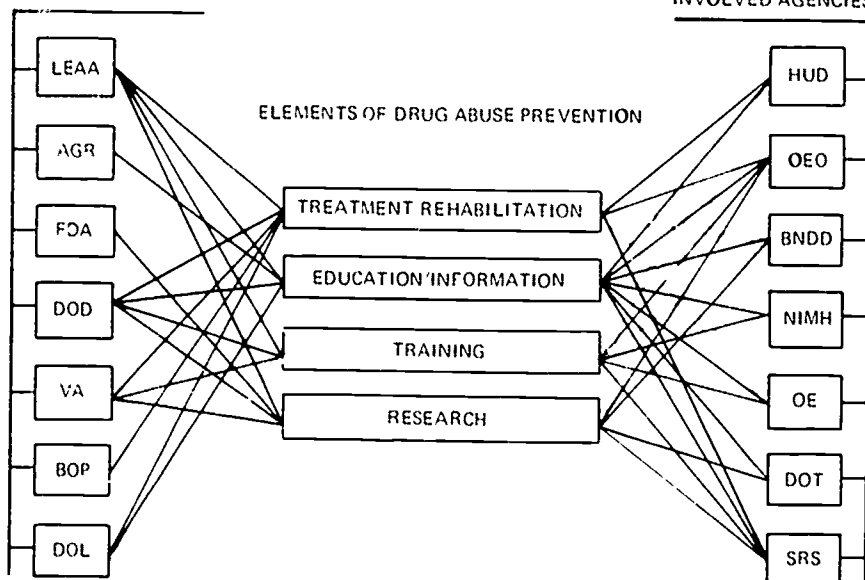 INVOLVED AGENCIES
LEAA
HUD
ELEMENTS OF DRUG ABUSE PREVENTION
AGR
OEO
TREATMENT REHABILITATION
FDA
BNDD
EDUCATION/INFORMATION
DOD
NIMH
TRAINING
VA
OE
RESEARCH
BOP
DOT
DOL
SRS